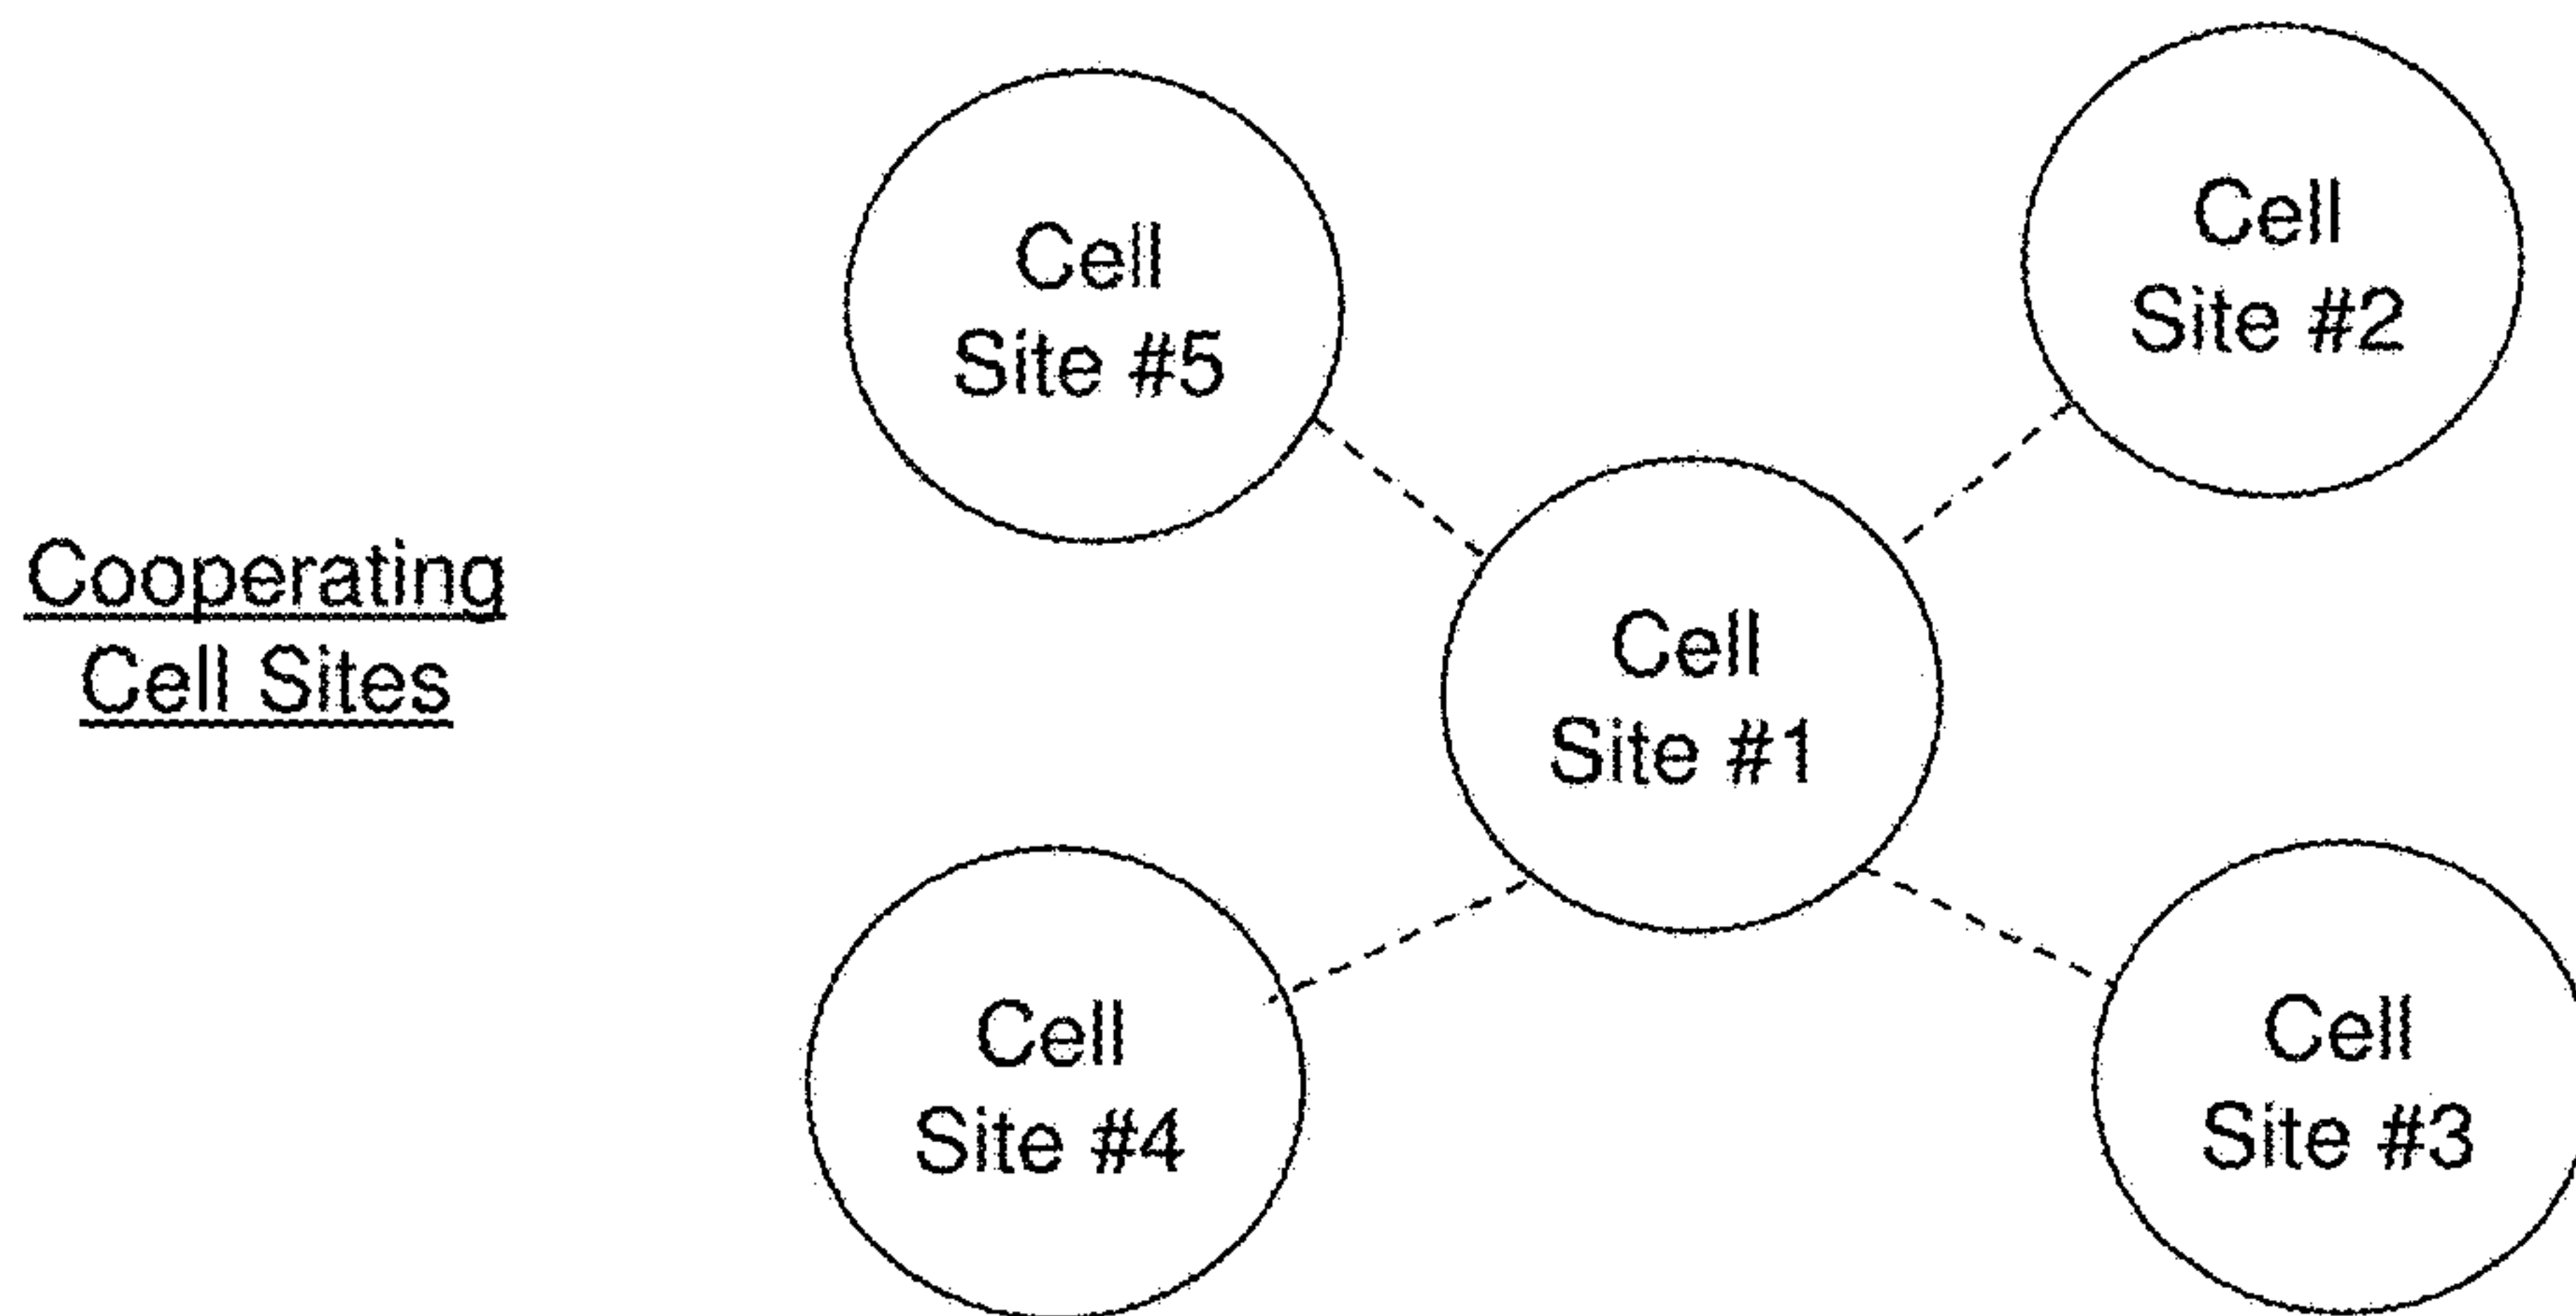 Cooperating
Cell Sites
Cell
Site #5
Cell
Site #2
Cell
Site #1
Cell
Site #4
Cell
Site #3